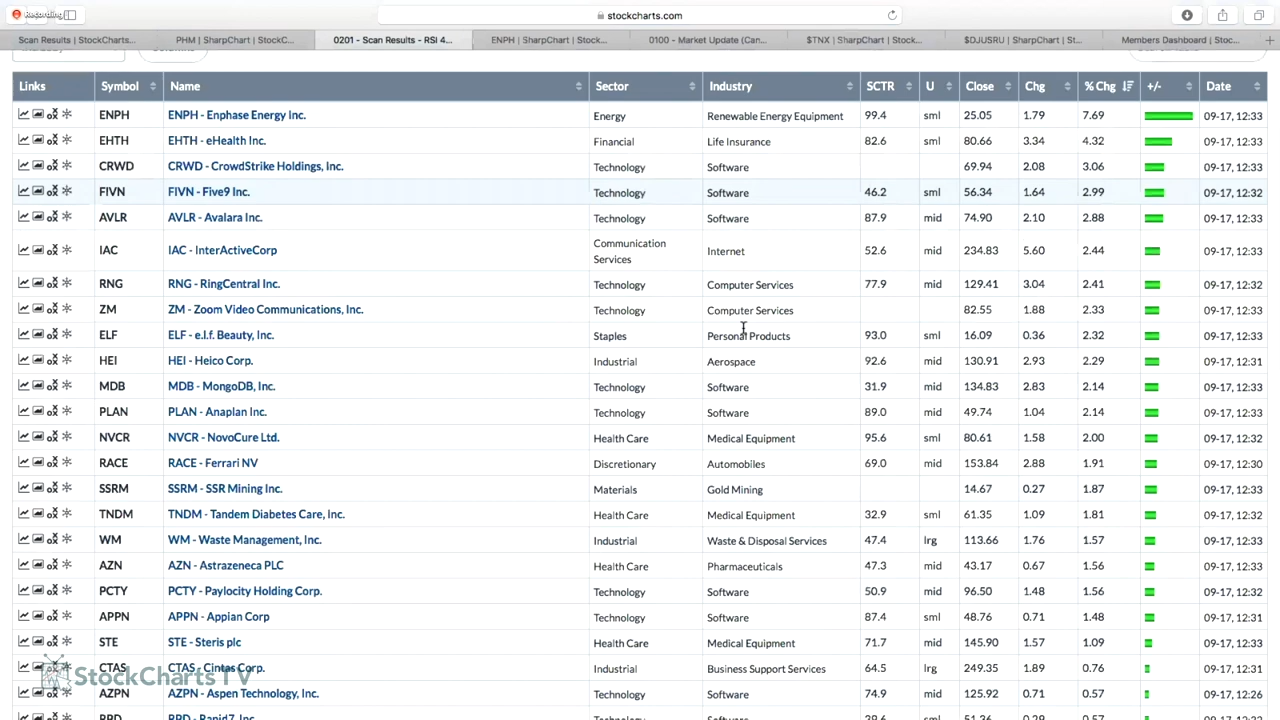 Recording
stockcharts.com
Scan Results | StockCharts...
PHM | SharpChart | StockC...
0201 - Scan Results - RSI 4...
ENPH | SharpChart | Stock...
0100 - Market Update (Can...
$TNX | SharpChart | Stock...
$DJUSRU | SharpChart | St...
Members Dashboard | Stoc...
Links Symbol Name Sector Industry SCTR U Close Chg % Chg +/- Date
ENPH ENPH - Enphase Energy Inc. Energy Renewable Energy Equipment 99.4 sml 25.05 1.79 7.69 09-17, 12:33
EHTH EHTH - eHealth Inc. Financial Life Insurance 82.6 sml 80.66 3.34 4.32 09-17, 12:33
CRWD CRWD - CrowdStrike Holdings, Inc. Technology Software 69.94 2.08 3.06 09-17, 12:33
FIVN FIVN - Five9 Inc. Technology Software 46.2 sml 56.34 1.64 2.99 09-17, 12:32
AVLR AVLR - Avalara Inc. Technology Software 87.9 mid 74.90 2.10 2.88 09-17, 12:33
IAC IAC - InterActiveCorp Communication Services Internet 52.6 mid 234.83 5.60 2.44 09-17, 12:33
RNG RNG - RingCentral Inc. Technology Computer Services 77.9 mid 129.41 3.04 2.41 09-17, 12:32
ZM ZM - Zoom Video Communications, Inc. Technology Computer Services 82.55 1.88 2.33 09-17, 12:33
ELF ELF - e.l.f. Beauty, Inc. Staples Personal Products 93.0 sml 16.09 0.36 2.32 09-17, 12:33
HEI HEI - Heico Corp. Industrial Aerospace 92.6 mid 130.91 2.93 2.29 09-17, 12:31
MDB MDB - MongoDB, Inc. Technology Software 31.9 mid 134.83 2.83 2.14 09-17, 12:33
PLAN PLAN - Anaplan Inc. Technology Software 89.0 mid 49.74 1.04 2.14 09-17, 12:33
NVCR NVCR - NovoCure Ltd. Health Care Medical Equipment 95.6 sml 80.61 1.58 2.00 09-17, 12:32
RACE RACE - Ferrari NV Discretionary Automobiles 69.0 mid 153.84 2.88 1.91 09-17, 12:30
SSRM SSRM - SSR Mining Inc. Materials Gold Mining 14.67 0.27 1.87 09-17, 12:33
TNDM TNDM - Tandem Diabetes Care, Inc. Health Care Medical Equipment 32.9 sml 61.35 1.09 1.81 09-17, 12:32
WM WM - Waste Management, Inc. Industrial Waste & Disposal Services 47.4 lrg 113.66 1.76 1.57 09-17, 12:33
AZN AZN - Astrazeneca PLC Health Care Pharmaceuticals 47.3 mid 43.17 0.67 1.56 09-17, 12:33
PCTY PCTY - Paylocity Holding Corp. Technology Software 50.9 mid 96.50 1.48 1.56 09-17, 12:32
APPN APPN - Appian Corp Technology Software 87.4 sml 48.76 0.71 1.48 09-17, 12:31
STE STE - Steris plc Health Care Medical Equipment 71.7 mid 145.90 1.57 1.09 09-17, 12:33
CTAS CTAS - Cintas Corp. Industrial Business Support Services 64.5 lrg 249.35 1.89 0.76 09-17, 12:31
StockCharts TV
AZPN AZPN - Aspen Technology, Inc. Technology Software 74.9 mid 125.92 0.71 0.57 09-17, 12:26